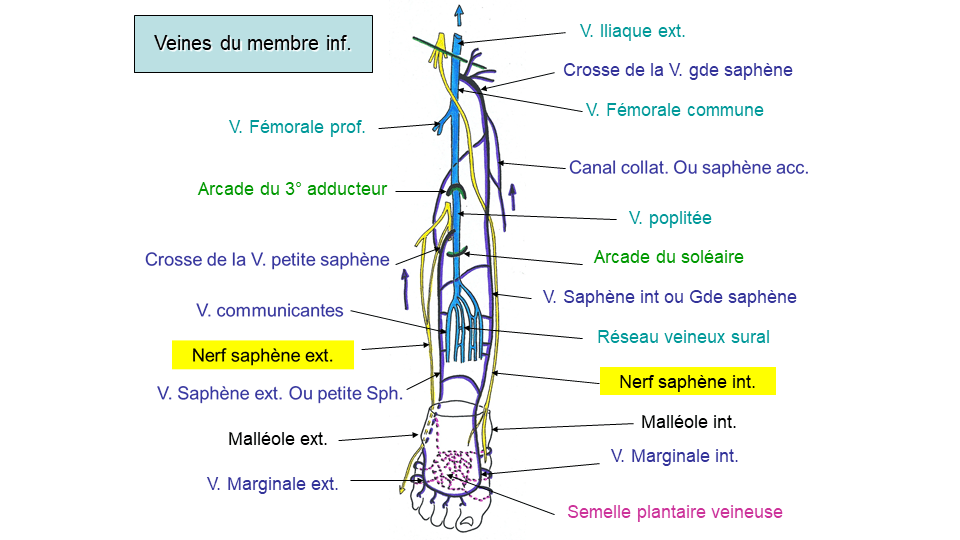 Veines du membre inf.
V. Iliaque ext.
Crosse de la V. gde saphène
V. Fémorale commune
V. Fémorale prof.
Canal collat. Ou saphène acc.
Arcade du 3° adducteur
V. poplitée
Crosse de la V. petite saphène
Arcade du soléaire
V. Saphène int ou Gde saphène
V. communicantes
Réseau veineux sural
Nerf saphène ext.
Nerf saphène int.
V. Saphène ext. Ou petite Sph.
Malléole int.
Malléole ext.
V. Marginale int.
V. Marginale ext.
Semelle plantaire veineuse